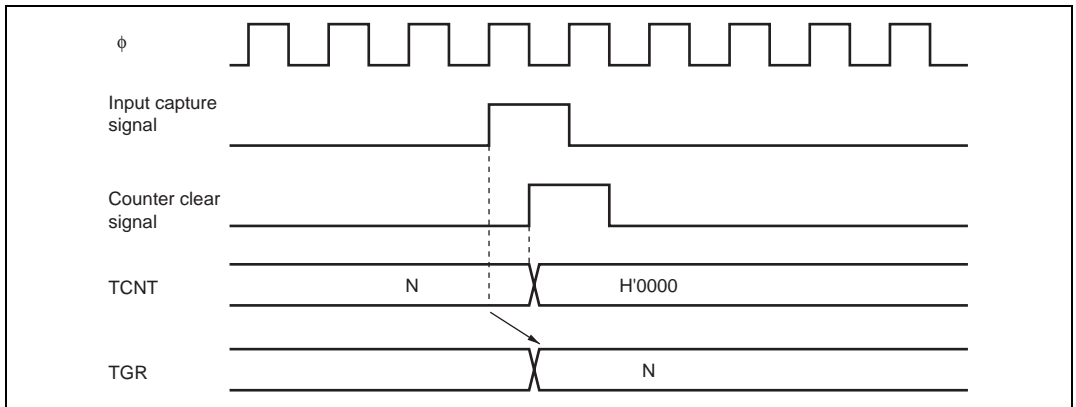 ϕ
Input capture
signal
Counter clear
signal
TCNT
N
H'0000
TGR
N